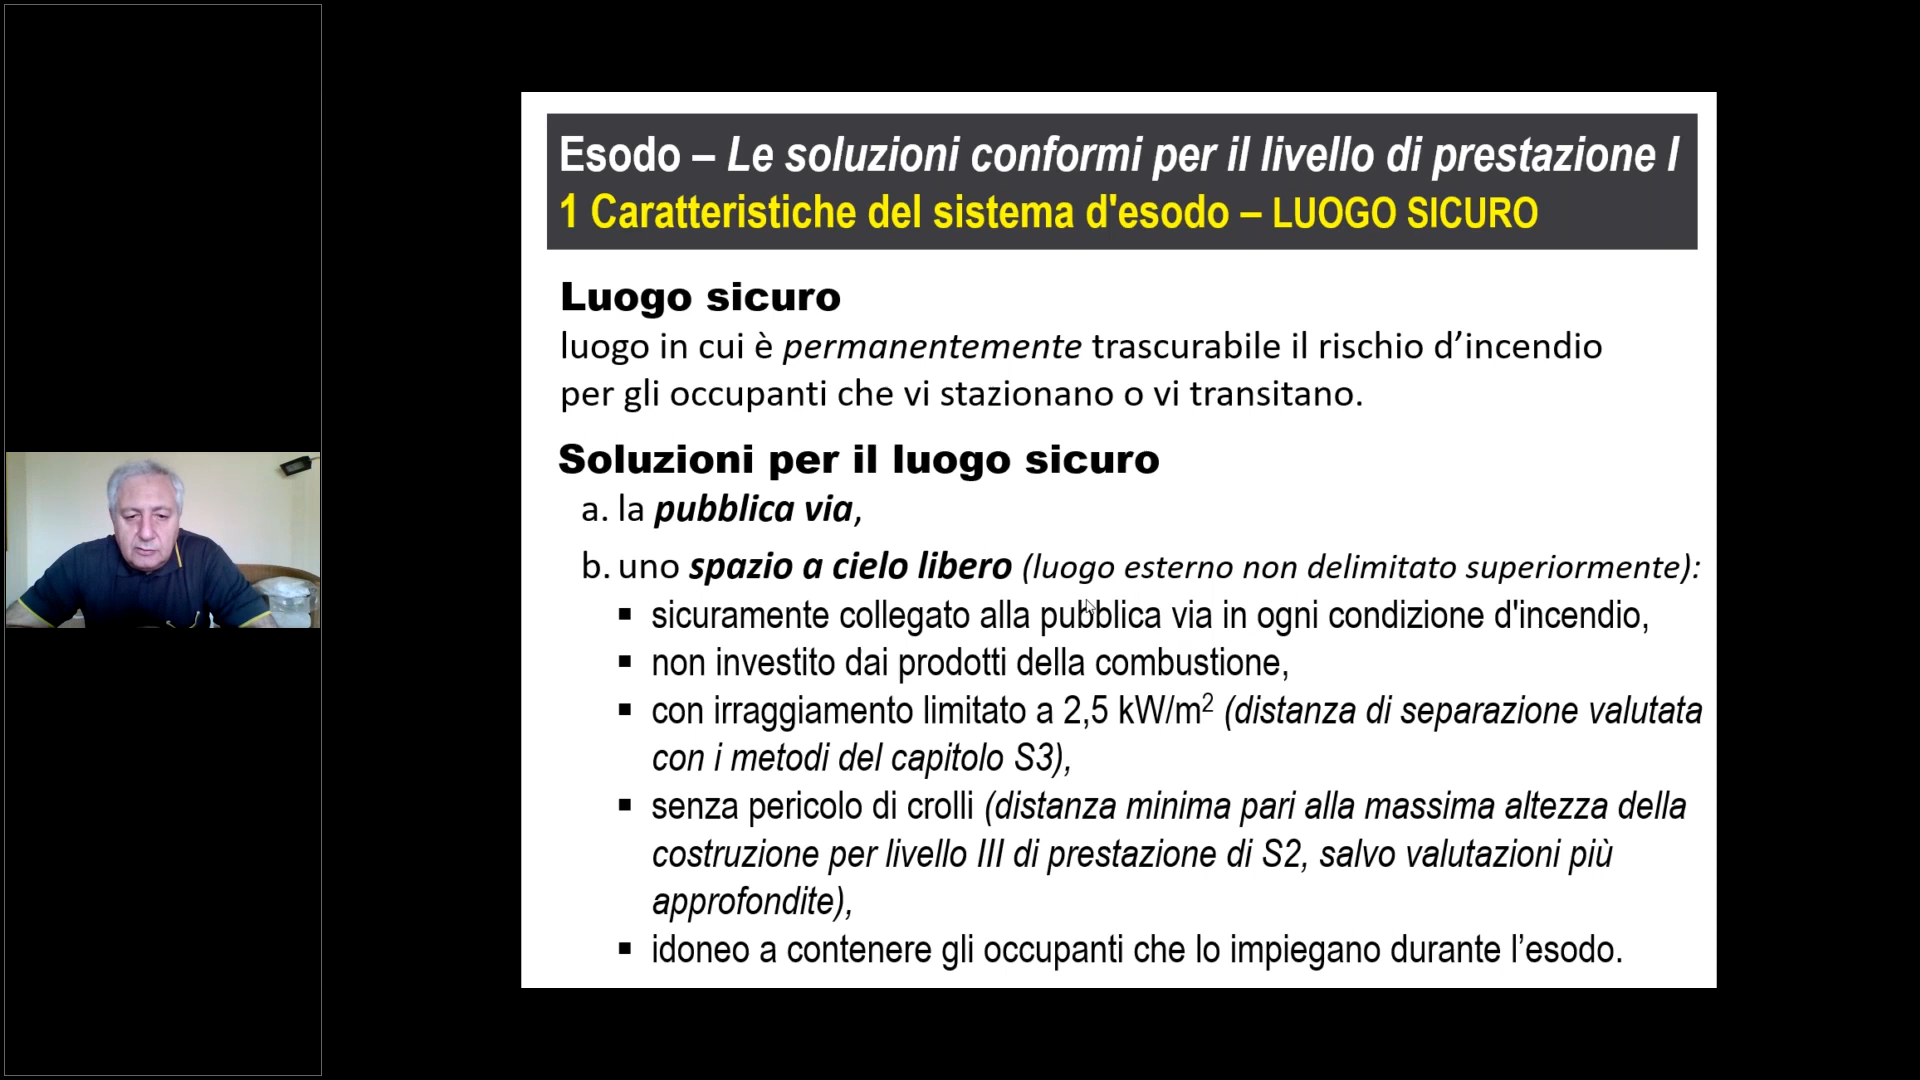 Esodo – Le soluzioni conformi per il livello di prestazione I
1 Caratteristiche del sistema d'esodo – LUOGO SICURO
Luogo sicuro
luogo in cui è permanentemente trascurabile il rischio d’incendio
per gli occupanti che vi stazionano o vi transitano.
Soluzioni per il luogo sicuro
a. la pubblica via,
b. uno spazio a cielo libero (luogo esterno non delimitato superiormente):
▪ sicuramente collegato alla pubblica via in ogni condizione d'incendio,
▪ non investito dai prodotti della combustione,
▪ con irraggiamento limitato a 2,5 kW/m² (distanza di separazione valutata
con i metodi del capitolo S3),
▪ senza pericolo di crolli (distanza minima pari alla massima altezza della
costruzione per livello III di prestazione di S2, salvo valutazioni più
approfondite),
▪ idoneo a contenere gli occupanti che lo impiegano durante l’esodo.